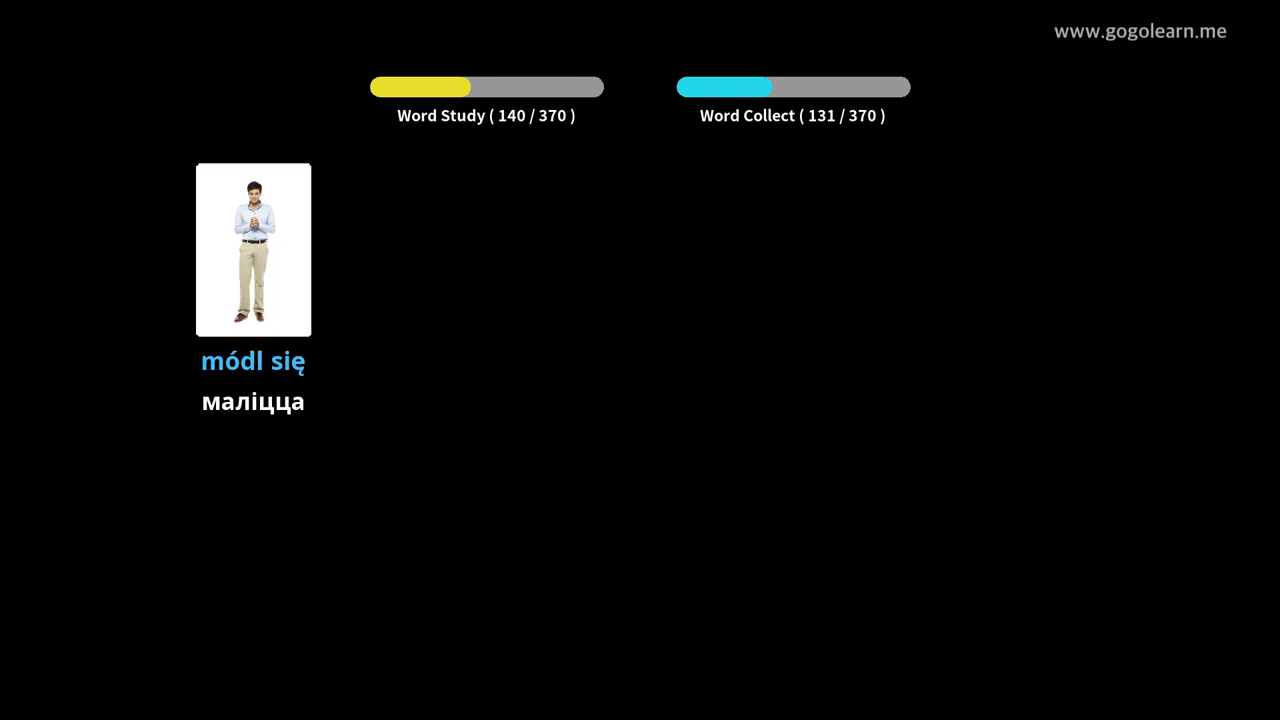 www.gogolearn.me
Word Study ( 140 / 370 )
Word Collect ( 131 / 370 )
módl się
маліцца